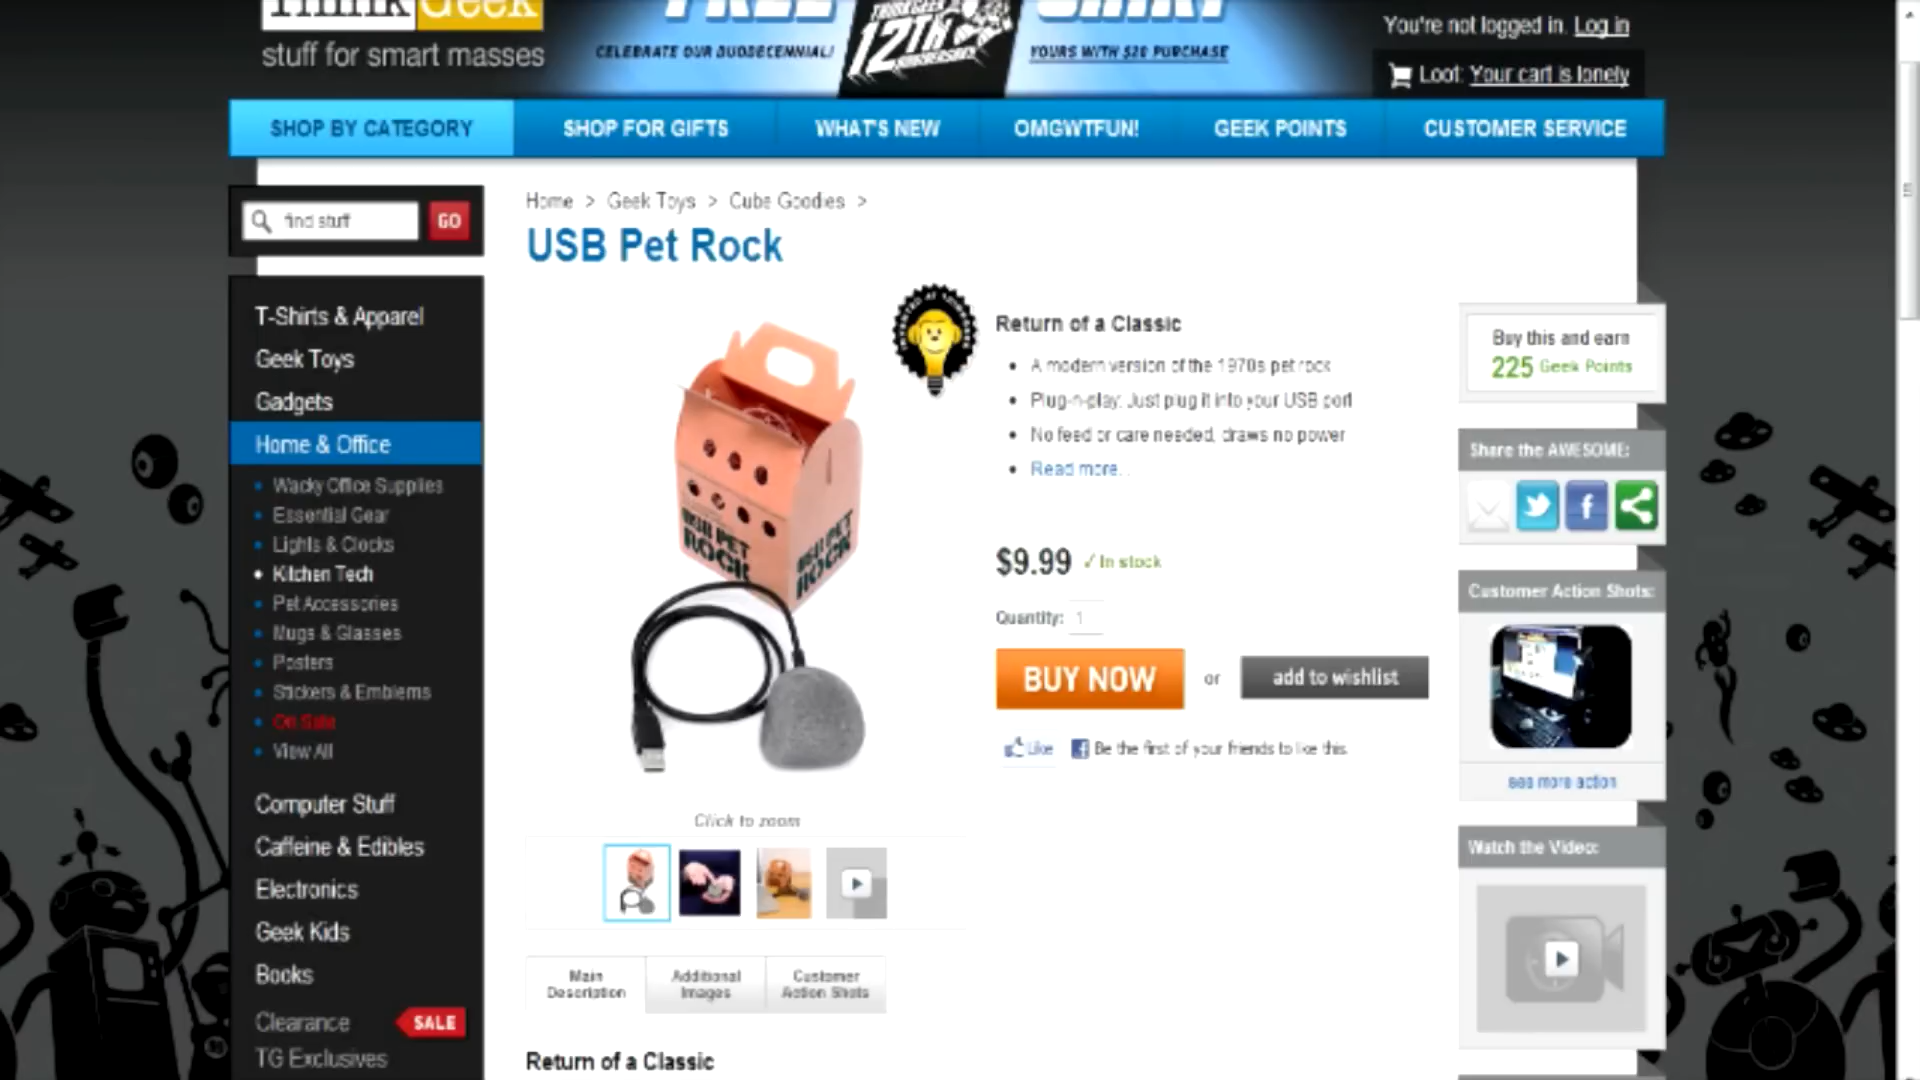 ThinkGeek
stuff for smart masses
FREE SHIRT
CELEBRATE OUR DUODECENNIAL!
THINKGEEK
12TH
ANNIVERSARY
YOURS WITH $20 PURCHASE
You're not logged in. Log in
Loot: Your cart is lonely
SHOP BY CATEGORY
SHOP FOR GIFTS
WHAT'S NEW
OMGWTFUN!
GEEK POINTS
CUSTOMER SERVICE
find stuff
GO
Home > Geek Toys > Cube Goodies >
USB Pet Rock
T-Shirts & Apparel
Geek Toys
Gadgets
Home & Office
Wacky Office Supplies
Essential Gear
Lights & Clocks
Kitchen Tech
Pet Accessories
Mugs & Glasses
Posters
Stickers & Emblems
On Sale
View All
Computer Stuff
Caffeine & Edibles
Electronics
Geek Kids
Books
Clearance
SALE
TG Exclusives
USB PET
ROCK
USB PET
ROCK
Click to zoom
Return of a Classic
A modern version of the 1970s pet rock
Plug-n-play: Just plug it into your USB port
No feed or care needed, draws no power
Read more...
$9.99 ✓ In stock
Quantity: 1
BUY NOW
or
add to wishlist
Like
Be the first of your friends to like this.
Buy this and earn
225 Geek Points
Share the AWESOME:
Customer Action Shots:
see more action
Watch the Video:
Main
Description
Additional
Images
Customer
Action Shots
Return of a Classic